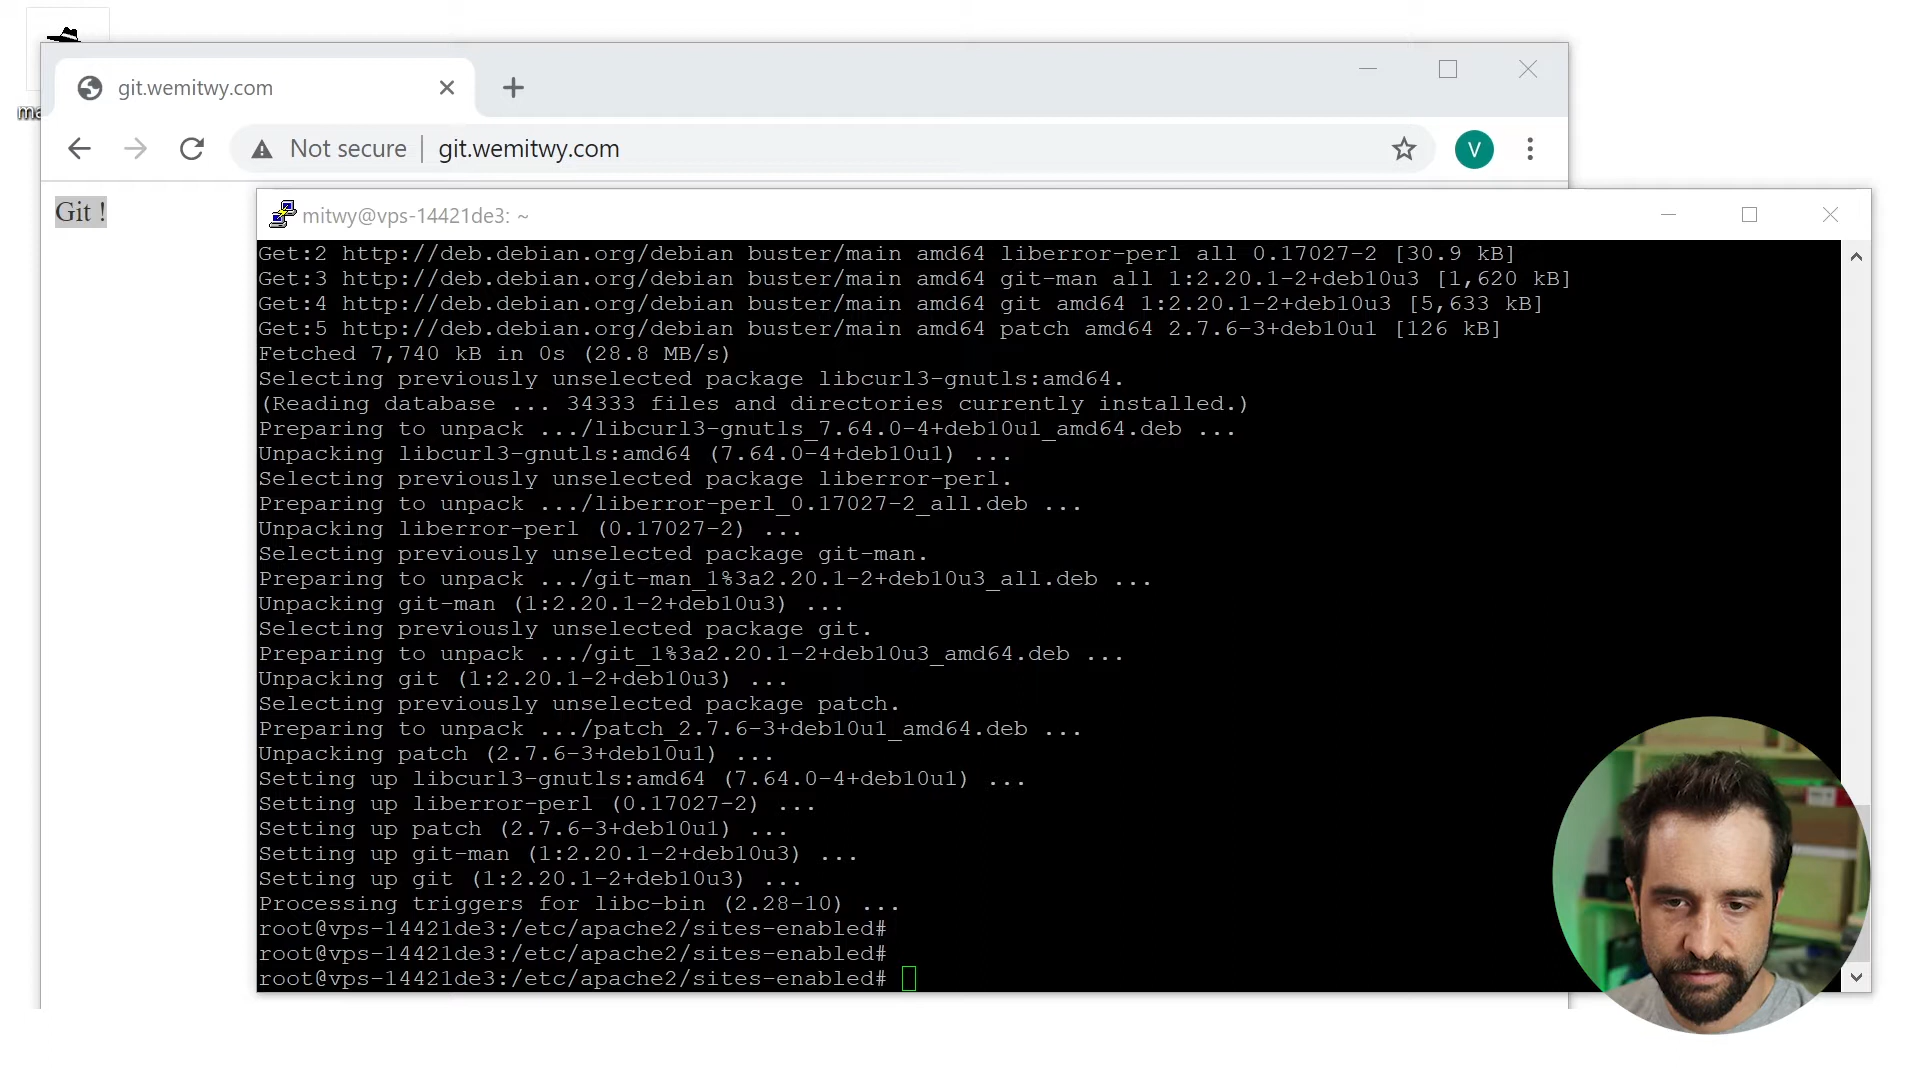 git.wemitwy.com
Not secure
git.wemitwy.com
V
Git !
mitwy@vps-14421de3: ~
Get:2 http://deb.debian.org/debian buster/main amd64 liberror-perl all 0.17027-2 [30.9 kB]
Get:3 http://deb.debian.org/debian buster/main amd64 git-man all 1:2.20.1-2+deb10u3 [1,620 kB]
Get:4 http://deb.debian.org/debian buster/main amd64 git amd64 1:2.20.1-2+deb10u3 [5,633 kB]
Get:5 http://deb.debian.org/debian buster/main amd64 patch amd64 2.7.6-3+deb10u1 [126 kB]
Fetched 7,740 kB in 0s (28.8 MB/s)
Selecting previously unselected package libcurl3-gnutls:amd64.
(Reading database ... 34333 files and directories currently installed.)
Preparing to unpack .../libcurl3-gnutls_7.64.0-4+deb10u1_amd64.deb ...
Unpacking libcurl3-gnutls:amd64 (7.64.0-4+deb10u1) ...
Selecting previously unselected package liberror-perl.
Preparing to unpack .../liberror-perl_0.17027-2_all.deb ...
Unpacking liberror-perl (0.17027-2) ...
Selecting previously unselected package git-man.
Preparing to unpack .../git-man_1%3a2.20.1-2+deb10u3_all.deb ...
Unpacking git-man (1:2.20.1-2+deb10u3) ...
Selecting previously unselected package git.
Preparing to unpack .../git_1%3a2.20.1-2+deb10u3_amd64.deb ...
Unpacking git (1:2.20.1-2+deb10u3) ...
Selecting previously unselected package patch.
Preparing to unpack .../patch_2.7.6-3+deb10u1_amd64.deb ...
Unpacking patch (2.7.6-3+deb10u1) ...
Setting up libcurl3-gnutls:amd64 (7.64.0-4+deb10u1) ...
Setting up liberror-perl (0.17027-2) ...
Setting up patch (2.7.6-3+deb10u1) ...
Setting up git-man (1:2.20.1-2+deb10u3) ...
Setting up git (1:2.20.1-2+deb10u3) ...
Processing triggers for libc-bin (2.28-10) ...
root@vps-14421de3:/etc/apache2/sites-enabled#
root@vps-14421de3:/etc/apache2/sites-enabled#
root@vps-14421de3:/etc/apache2/sites-enabled#